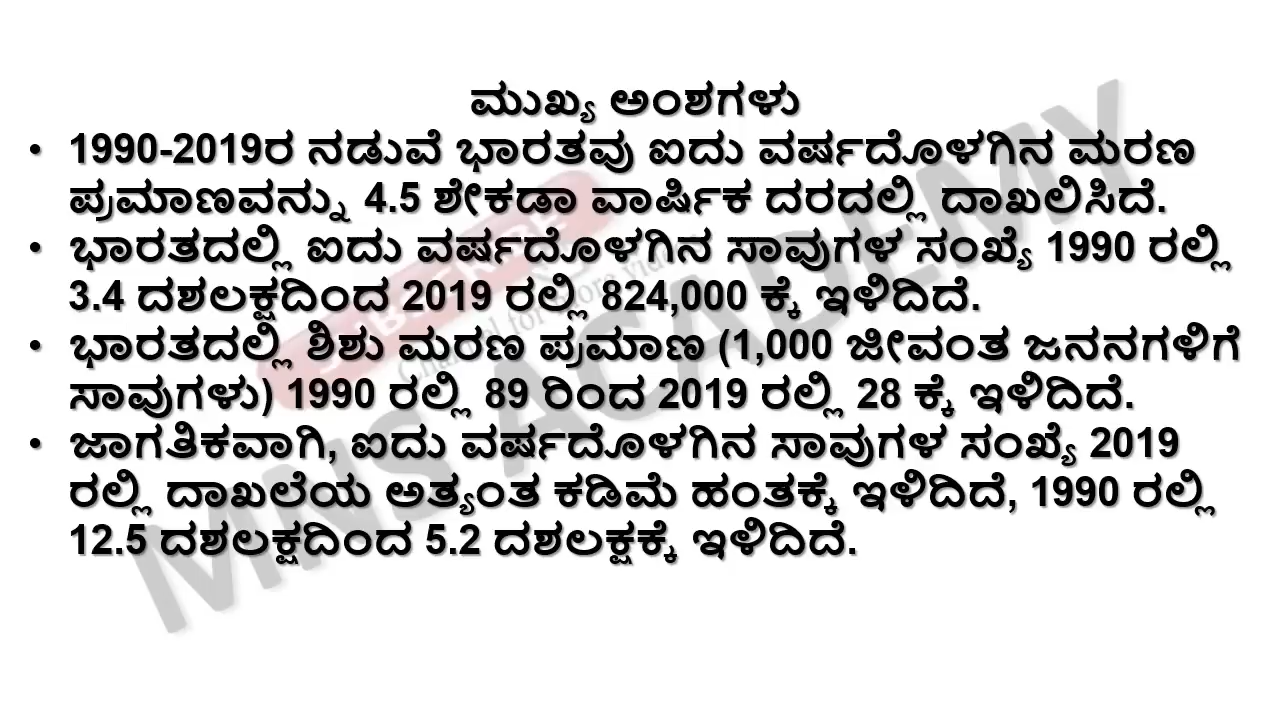 ಮುಖ್ಯ ಅಂಶಗಳು
• 1990-2019ರ ನಡುವೆ ಭಾರತವು ಐದು ವರ್ಷದೊಳಗಿನ ಮರಣ
ಪ್ರಮಾಣವನ್ನು 4.5 ಶೇಕಡಾ ವಾರ್ಷಿಕ ದರದಲ್ಲಿ ದಾಖಲಿಸಿದೆ.
• ಭಾರತದಲ್ಲಿ ಐದು ವರ್ಷದೊಳಗಿನ ಸಾವುಗಳ ಸಂಖ್ಯೆ 1990 ರಲ್ಲಿ
3.4 ದಶಲಕ್ಷದಿಂದ 2019 ರಲ್ಲಿ 824,000 ಕ್ಕೆ ಇಳಿದಿದೆ.
• ಭಾರತದಲ್ಲಿ ಶಿಶು ಮರಣ ಪ್ರಮಾಣ (1,000 ಜೀವಂತ ಜನನಗಳಿಗೆ
ಸಾವುಗಳು) 1990 ರಲ್ಲಿ 89 ರಿಂದ 2019 ರಲ್ಲಿ 28 ಕ್ಕೆ ಇಳಿದಿದೆ.
• ಜಾಗತಿಕವಾಗಿ, ಐದು ವರ್ಷದೊಳಗಿನ ಸಾವುಗಳ ಸಂಖ್ಯೆ 2019
ರಲ್ಲಿ ದಾಖಲೆಯ ಅತ್ಯಂತ ಕಡಿಮೆ ಹಂತಕ್ಕೆ ಇಳಿದಿದೆ, 1990 ರಲ್ಲಿ
12.5 ದಶಲಕ್ಷದಿಂದ 5.2 ದಶಲಕ್ಷಕ್ಕೆ ಇಳಿದಿದೆ.
MNS ACADEMY